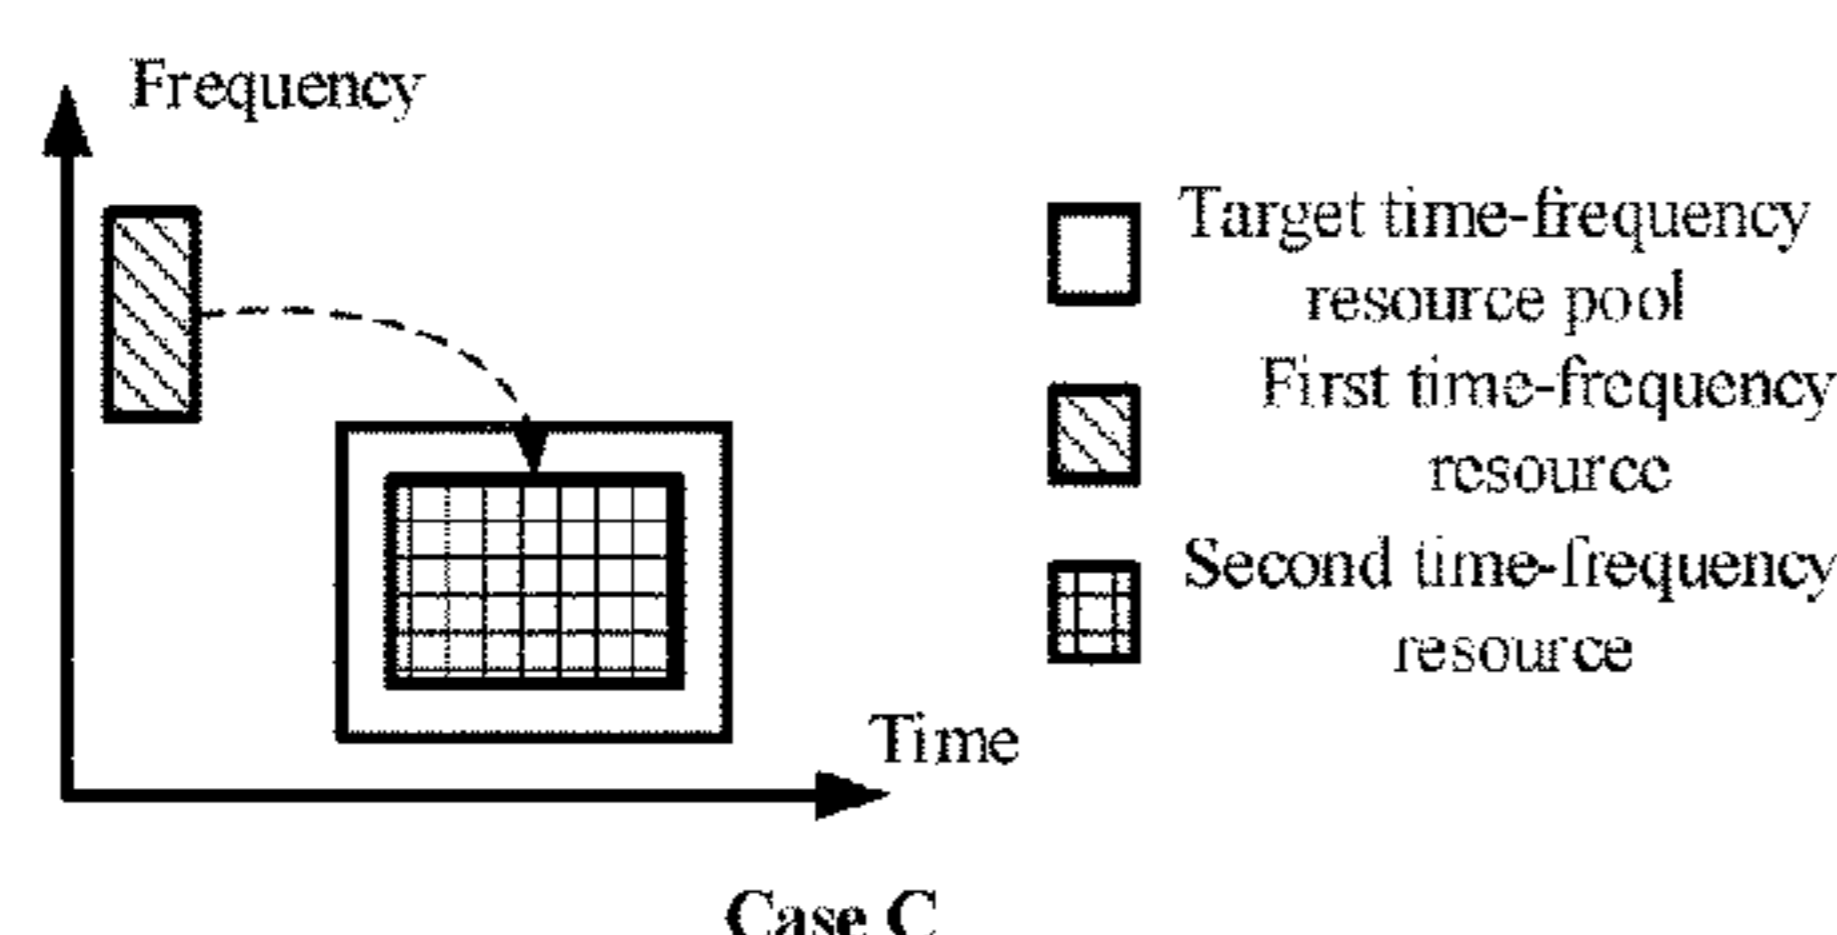 Frequency
Target time-frequency
resource pool
First time-frequency
resource
Second time-frequency
resource
Time
Case C